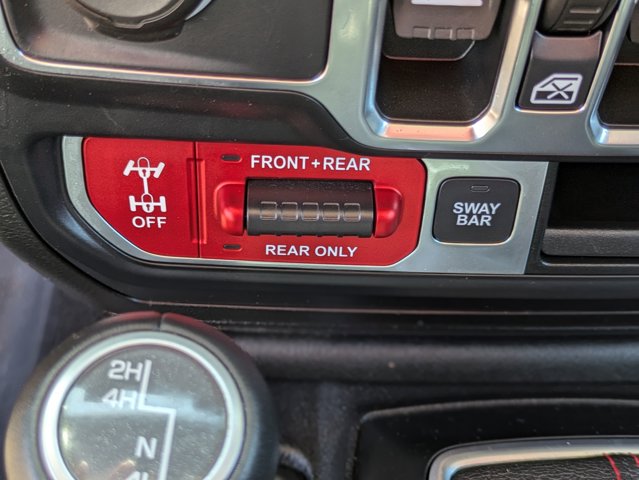 FRONT+REAR
OFF
REAR ONLY
SWAY
BAR
2H
4H
N